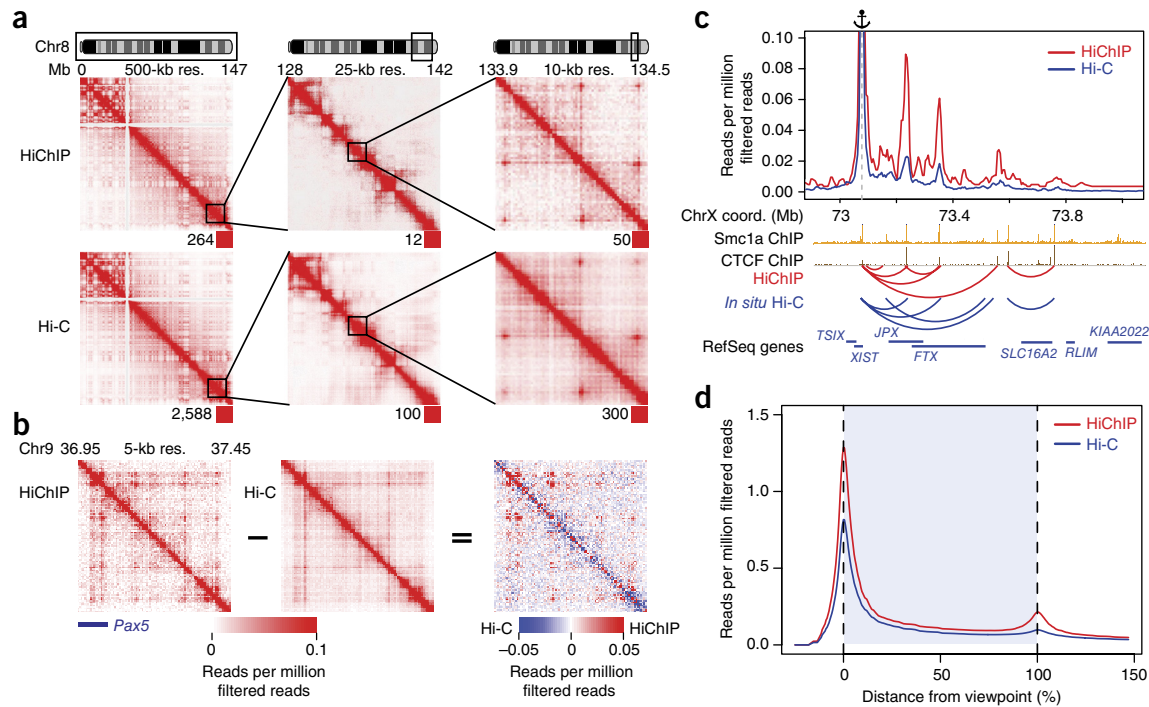 a
Chr8
Mb 0 500-kb res. 147 128 25-kb res. 142 133.9 10-kb res. 134.5
HiChIP
264 12 50
Hi-C
2,588 100 300
b
Chr9 36.95 5-kb res. 37.45
HiChIP − Hi-C =
Pax5
0 0.1
Reads per million
filtered reads
Hi-C HiChIP
−0.05 0 0.05
Reads per million
filtered reads
c
HiChIP
Hi-C
Reads per million
filtered reads
0.10
0.08
0.06
0.04
0.02
0.00
ChrX coord. (Mb) 73 73.4 73.8
Smc1a ChIP
CTCF ChIP
HiChIP
In situ Hi-C
RefSeq genes
TSIX JPX KIAA2022
XIST FTX SLC16A2 RLIM
d
HiChIP
Hi-C
Reads per million filtered reads
1.5
1.0
0.5
0.0
0 50 100 150
Distance from viewpoint (%)